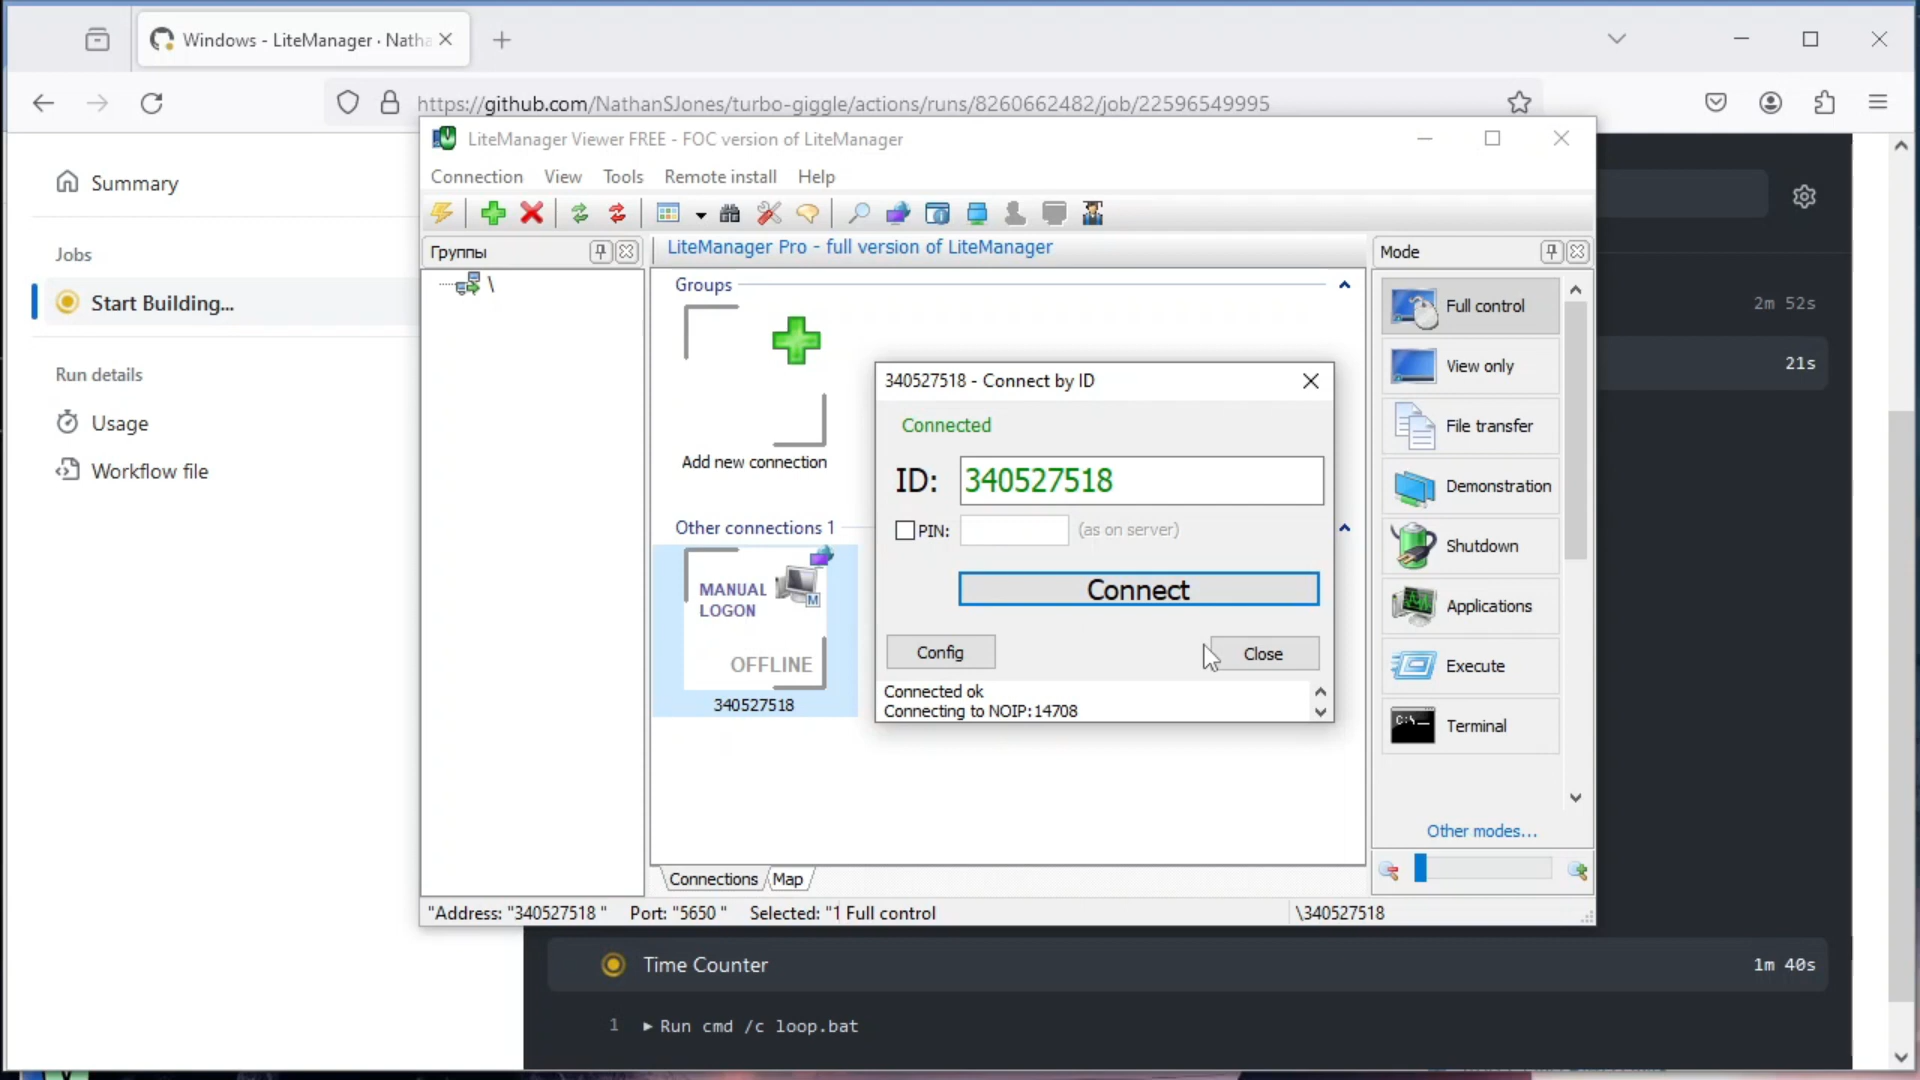 Windows - LiteManager · Natha
https://github.com/NathanSJones/turbo-giggle/actions/runs/8260662482/job/22596549995
Summary
Jobs
Start Building...
Run details
Usage
Workflow file
2m 52s
21s
LiteManager Viewer FREE - FOC version of LiteManager
Connection View Tools Remote install Help
Группы
\
LiteManager Pro - full version of LiteManager
Groups
Add new connection
Other connections 1
MANUAL
LOGON
M
OFFLINE
340527518
340527518 - Connect by ID
Connected
ID: 340527518
PIN: (as on server)
Connect
Config
Close
Connected ok
Connecting to NOIP:14708
Mode
Full control
View only
File transfer
Demonstration
Shutdown
Applications
Execute
C:\
Terminal
Other modes...
Connections Map
"Address: "340527518 " Port: "5650 " Selected: "1 Full control \340527518
Time Counter 1m 40s
1 Run cmd /c loop.bat